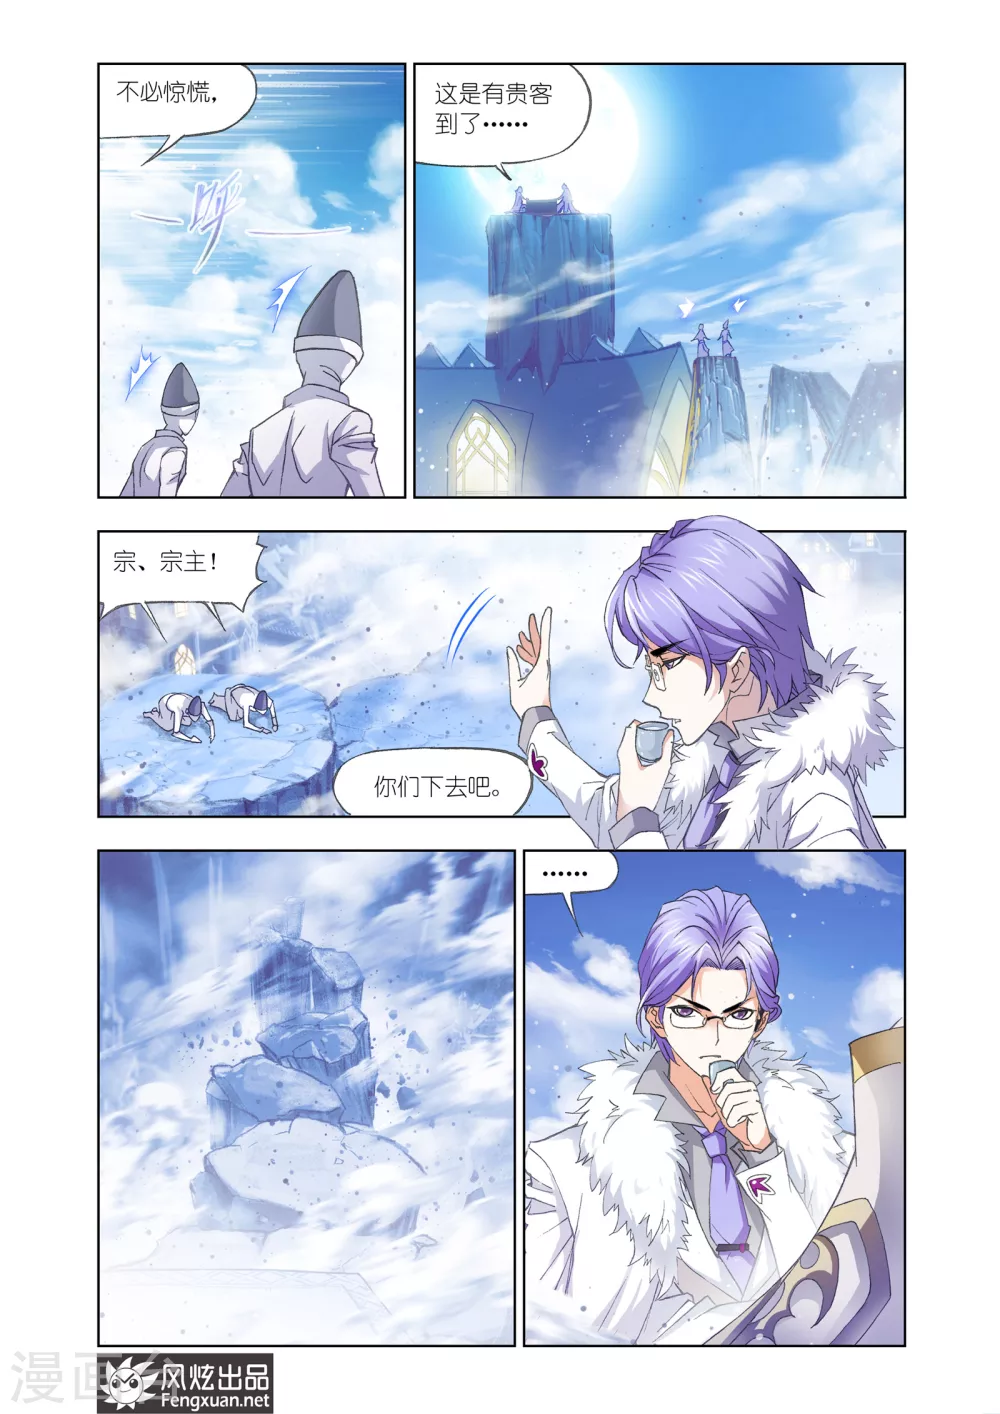 不必惊慌，
呼
这是有贵客
到了……
宗、宗主！
你们下去吧。
……
漫画台
风炫出品
Fengxuan.net